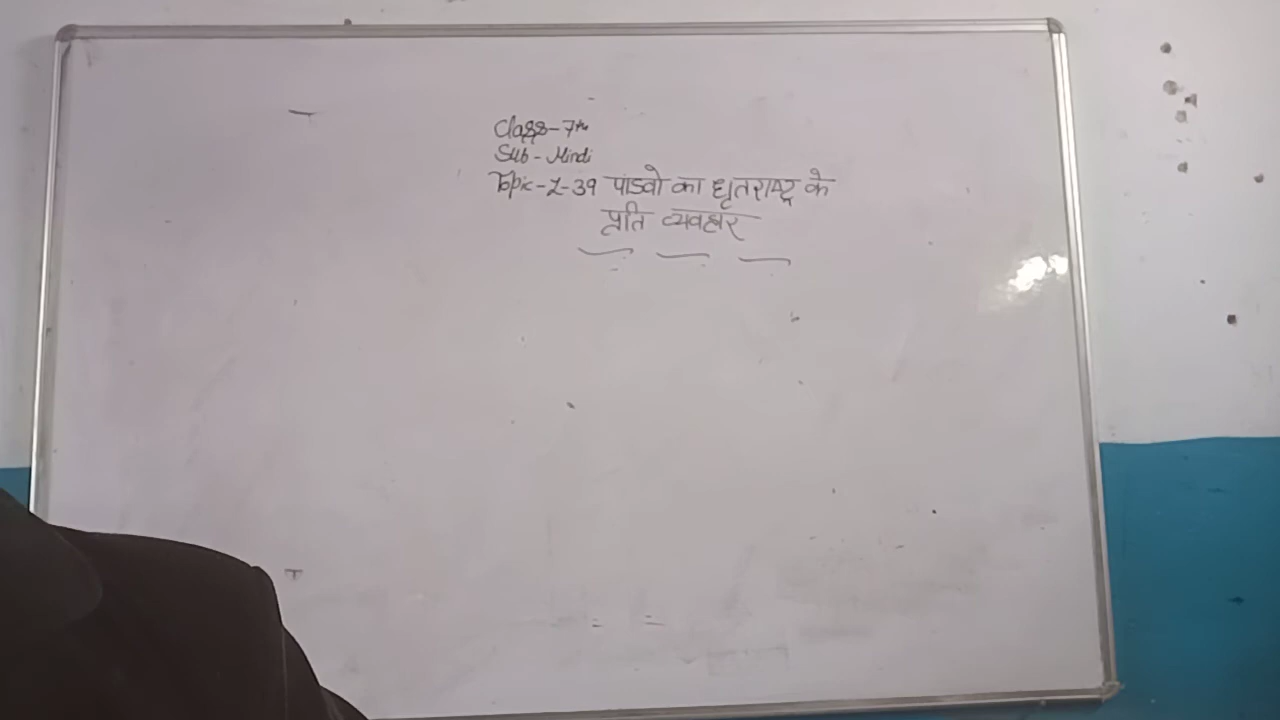 Class-7th
Sub-Hindi
Topic-L-39 पांडवो का धृतराष्ट्र के
प्रति व्यवहार